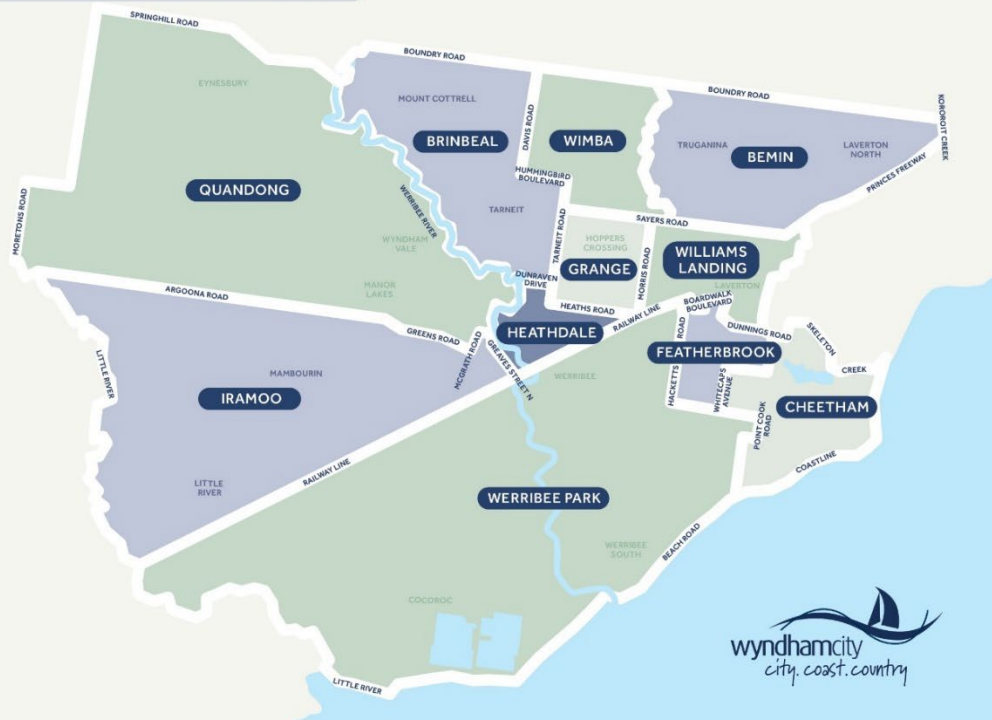 SPRINGHILL ROAD
BOUNDRY ROAD
EYNESBURY
MOUNT COTTRELL
BOUNDRY ROAD
KOROROIT CREEK
DAVIS ROAD
BRINBEAL
WIMBA
TRUGANINA
BEMIN
LAVERTON
NORTH
PRINCES FREEWAY
HUMMINGBIRD
BOULEVARD
QUANDONG
MORETONS ROAD
WERRIBEE RIVER
TARNEIT
TARNEIT ROAD
SAYERS ROAD
WYNDHAM
VALE
HOPPERS
CROSSING
GRANGE
MORRIS ROAD
WILLIAMS
LANDING
LAVERTON
DUNRAVEN
DRIVE
MANOR
LAKES
ARGOONA ROAD
HEATHS ROAD
BOARDWALK
BOULEVARD
RAILWAY LINE
HEATHDALE
GREENS ROAD
MCGRATH ROAD
GREAVES STREET N
DUNNINGS ROAD
SKELETON
CREEK
FEATHERBROOK
HACKETTS ROAD
WHITECAPS
AVENUE
LITTLE RIVER
MAMBOURIN
IRAMOO
WERRIBEE
CHEETHAM
POINT COOK
ROAD
COASTLINE
RAILWAY LINE
LITTLE
RIVER
WERRIBEE PARK
WERRIBEE
SOUTH
BEACH ROAD
COCOROC
LITTLE RIVER
wyndhamcity
city. coast. country